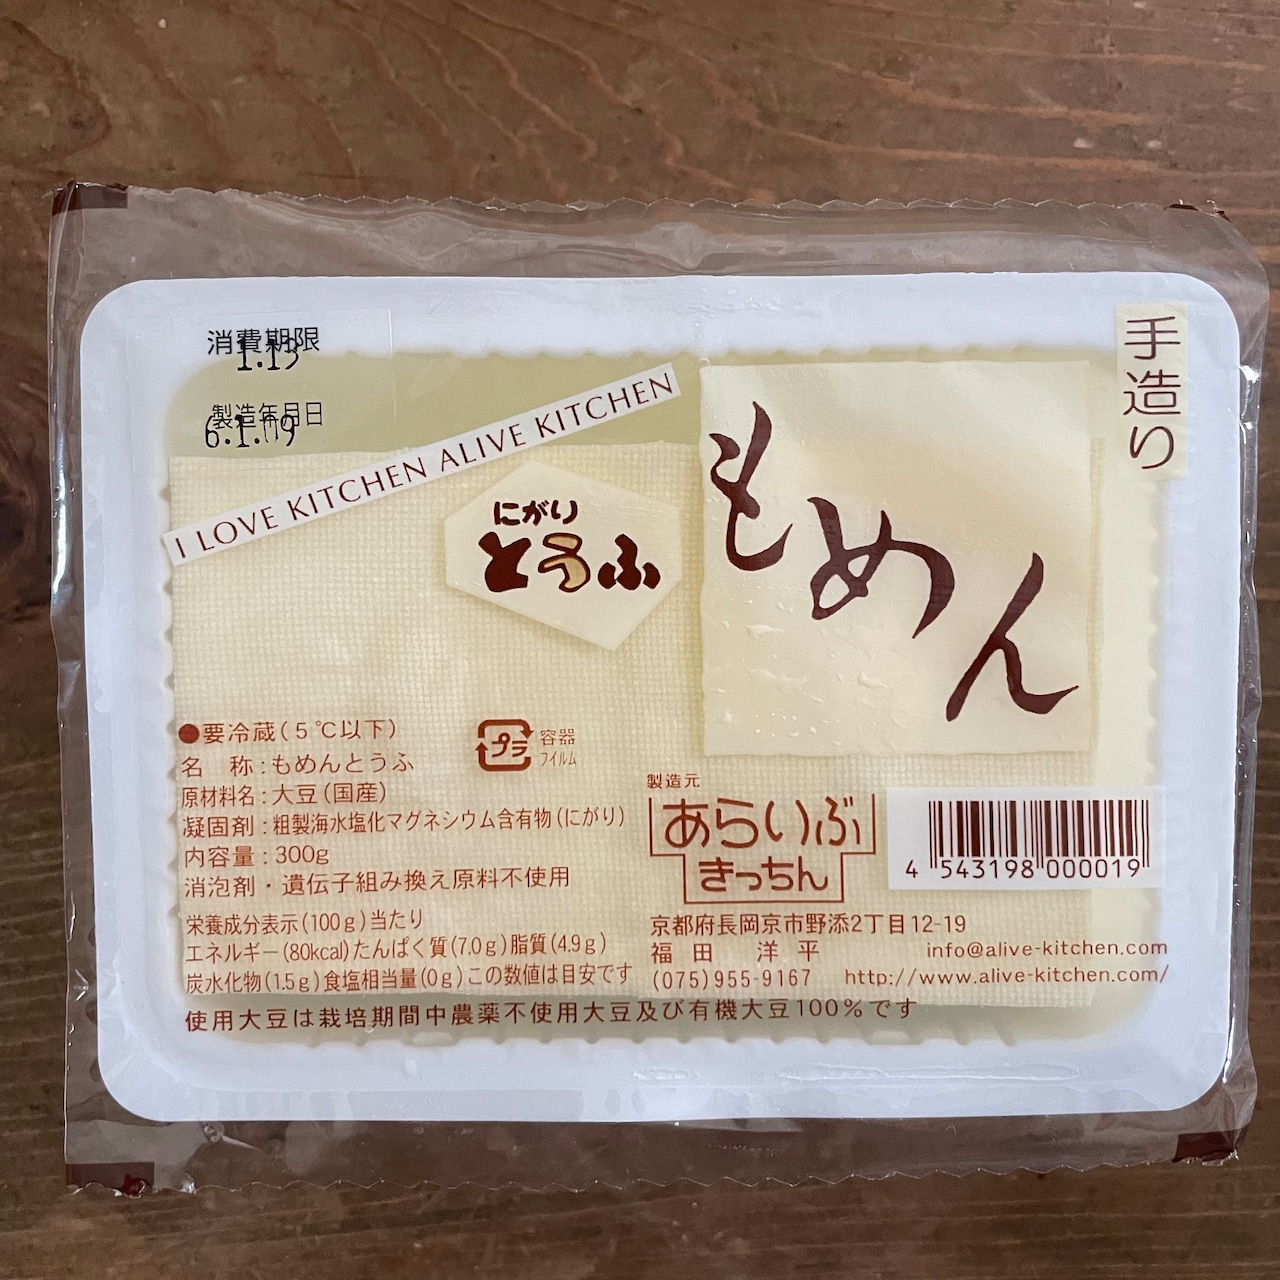 消費期限
製造年月日
I LOVE KITCHEN ALIVE KITCHEN
手造り
もめん
にがり
とうふ
●要冷蔵(5℃以下)
名 称:もめんとうふ
原材料名:大豆(国産)
凝固剤:粗製海水塩化マグネシウム含有物(にがり)
内容量:300g
消泡剤・遺伝子組み換え原料不使用
プラ
容器
フィルム
栄養成分表示(100g)当たり
エネルギー(80kcal)たんぱく質(7.0g)脂質(4.9g)
炭水化物(1.5g)食塩相当量(0g)この数値は目安です
使用大豆は栽培期間中農薬不使用大豆及び有機大豆100%です
製造元
あらいぶ
きっちん
京都府長岡京市野添2丁目12-19
福田 洋平 info@alive-kitchen.com
(075)955-9167 http://www.alive-kitchen.com/
4 543198 000019